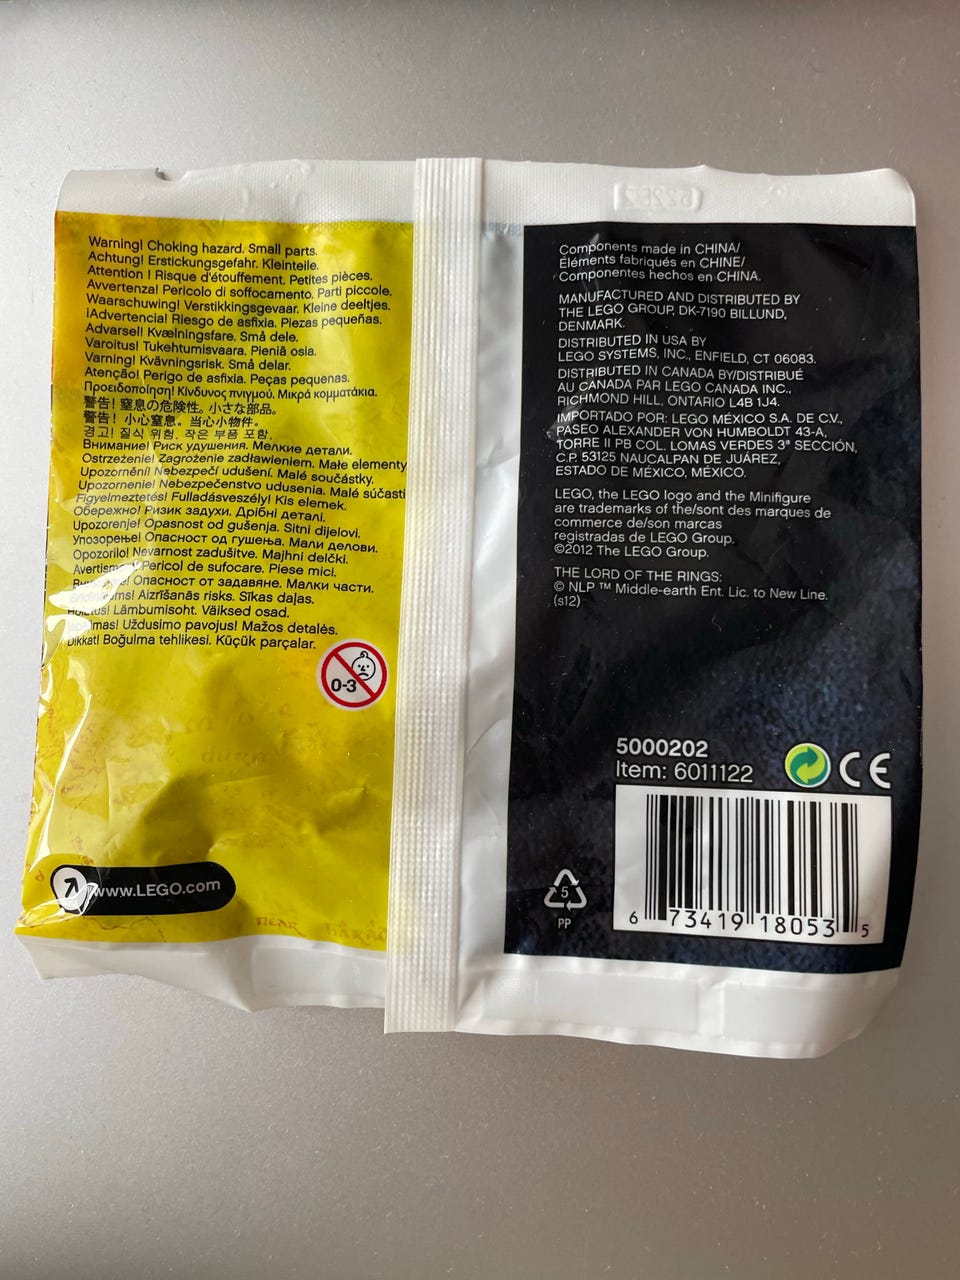 Warning! Choking hazard. Small parts.
Achtung! Erstickungsgefahr. Kleinteile.
Attention ! Risque d'étouffement. Petites pièces.
Avvertenza! Pericolo di soffocamento. Parti piccole.
Waarschuwing! Verstikkingsgevaar. Kleine deeltjes.
¡Advertencia! Riesgo de asfixia. Piezas pequeñas.
Advarsel! Kvælningsfare. Små dele.
Varoitus! Tukehtumisvaara. Pieniä osia.
Varning! Kvävningsrisk. Små delar.
Atenção! Perigo de asfixia. Peças pequenas.
Προειδοποίηση! Κίνδυνος πνιγμού. Μικρά κομματάκια.
警告! 窒息の危険性。小さな部品。
警告! 小心窒息。当心小物件。
경고! 질식 위험. 작은 부품 포함.
Внимание! Риск удушения. Мелкие детали.
Ostrzeżenie! Zagrożenie zadławieniem. Małe elementy
Upozornění! Nebezpečí udušení. Malé součástky.
Upozornenie! Nebezpečenstvo udusenia. Malé súčasti
Figyelmeztetés! Fulladásveszély! Kis elemek.
Обережно! Ризик задухи. Дрібні деталі.
Upozorenje! Opasnost od gušenja. Sitni dijelovi.
Упозорење! Опасност од гушења. Мали делови.
Opozorilo! Nevarnost zadušitve. Majhni delčki.
Pericol de sufocare. Piese mici.
Опасност от задавяне. Малки части.
Aizrīšanās risks. Sīkas daļas.
Lämbumisoht. Väiksed osad.
Uždusimo pavojus! Mažos detalės.
Dikkat! Boğulma tehlikesi. Küçük parçalar.
0-3
www.LEGO.com
Components made in CHINA/
Éléments fabriqués en CHINE/
Componentes hechos en CHINA.
MANUFACTURED AND DISTRIBUTED BY
THE LEGO GROUP, DK-7190 BILLUND,
DENMARK.
DISTRIBUTED IN USA BY
LEGO SYSTEMS, INC., ENFIELD, CT 06083.
DISTRIBUTED IN CANADA BY/DISTRIBUÉ
AU CANADA PAR LEGO CANADA INC.,
RICHMOND HILL, ONTARIO L4B 1J4.
IMPORTADO POR: LEGO MÉXICO S.A. DE C.V.,
PASEO ALEXANDER VON HUMBOLDT 43-A,
TORRE II PB COL. LOMAS VERDES 3ª SECCIÓN,
C.P. 53125 NAUCALPAN DE JUÁREZ,
ESTADO DE MÉXICO, MÉXICO.
LEGO, the LEGO logo and the Minifigure
are trademarks of the/sont des marques de
commerce de/son marcas
registradas de LEGO Group.
©2012 The LEGO Group.
THE LORD OF THE RINGS:
© NLP ™ Middle-earth Ent. Lic. to New Line.
(s12)
5000202
Item: 6011122
CE
5
PP
6 73419 18053 5